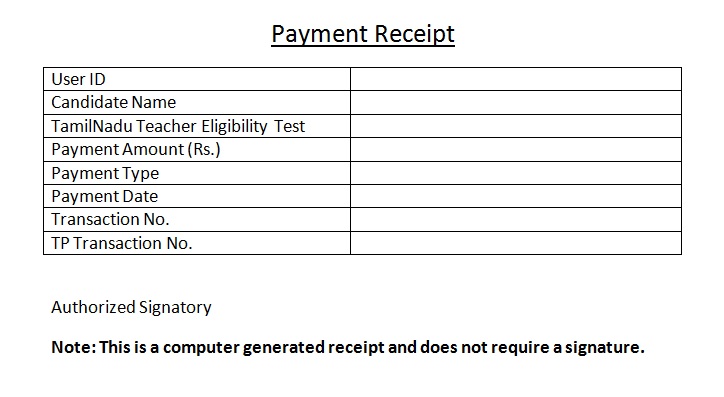 Payment Receipt
User ID
Candidate Name
TamilNadu Teacher Eligibility Test
Payment Amount (Rs.)
Payment Type
Payment Date
Transaction No.
TP Transaction No.
Authorized Signatory
Note: This is a computer generated receipt and does not require a signature.